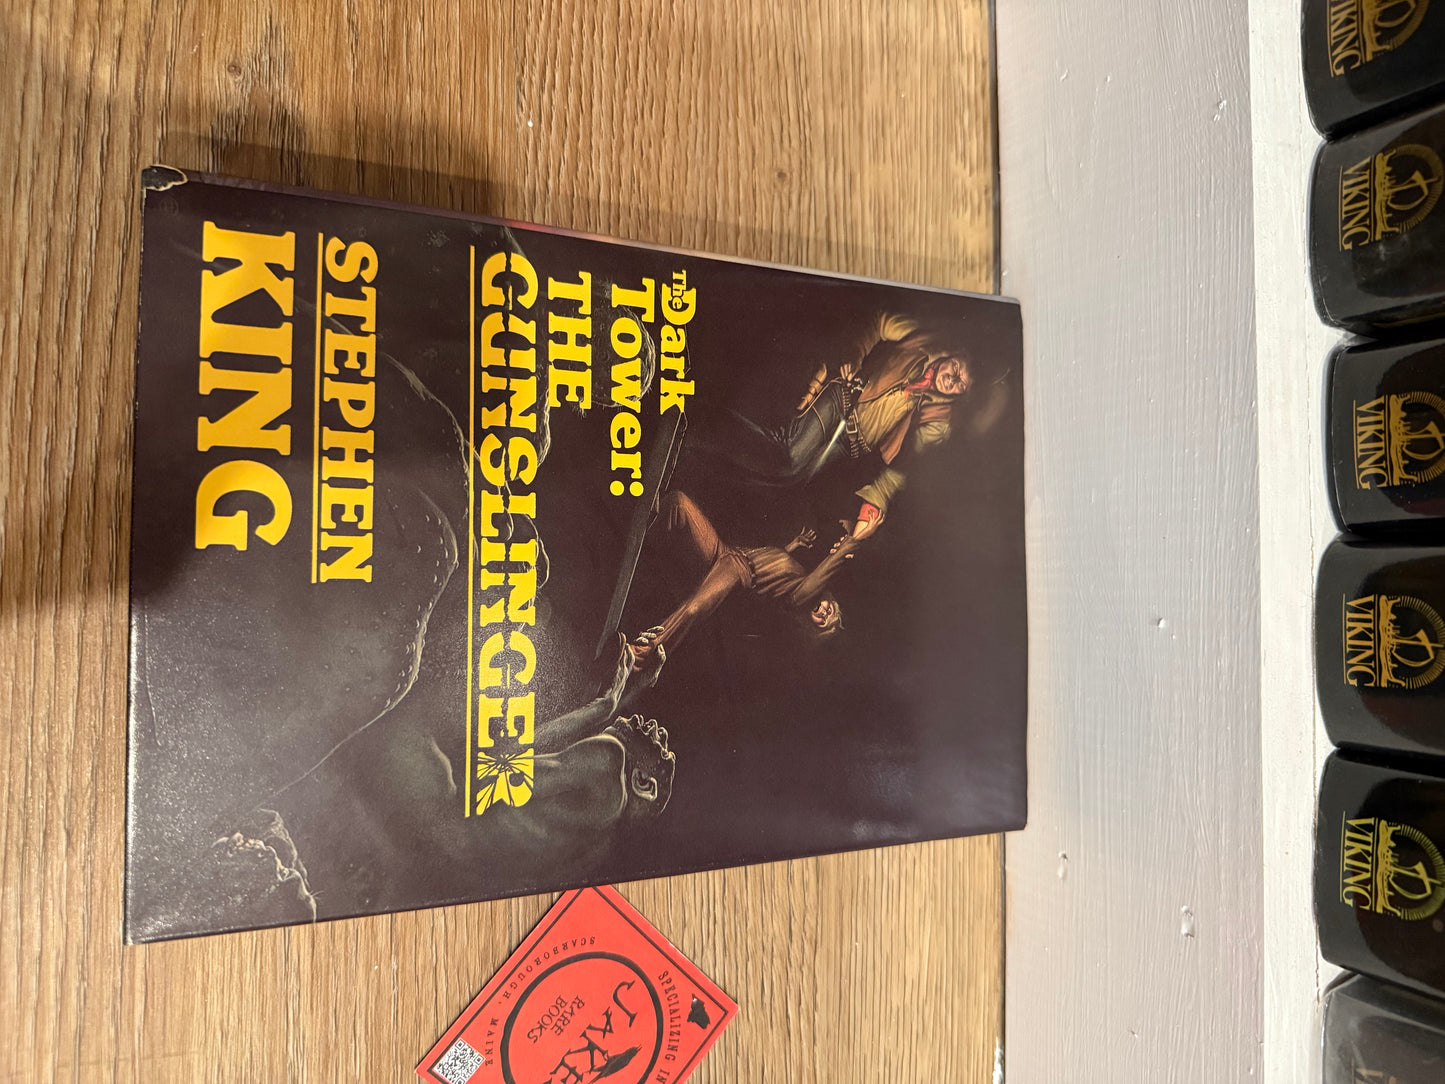 STEPHEN
KING
The Dark
Tower:
THE
GUNSLINGER
SPECIALIZING IN
JAKE
RARE
BOOKS
SCARBOROUGH, MAINE
VIKING
VIKING
VIKING
VIKING
VIKING